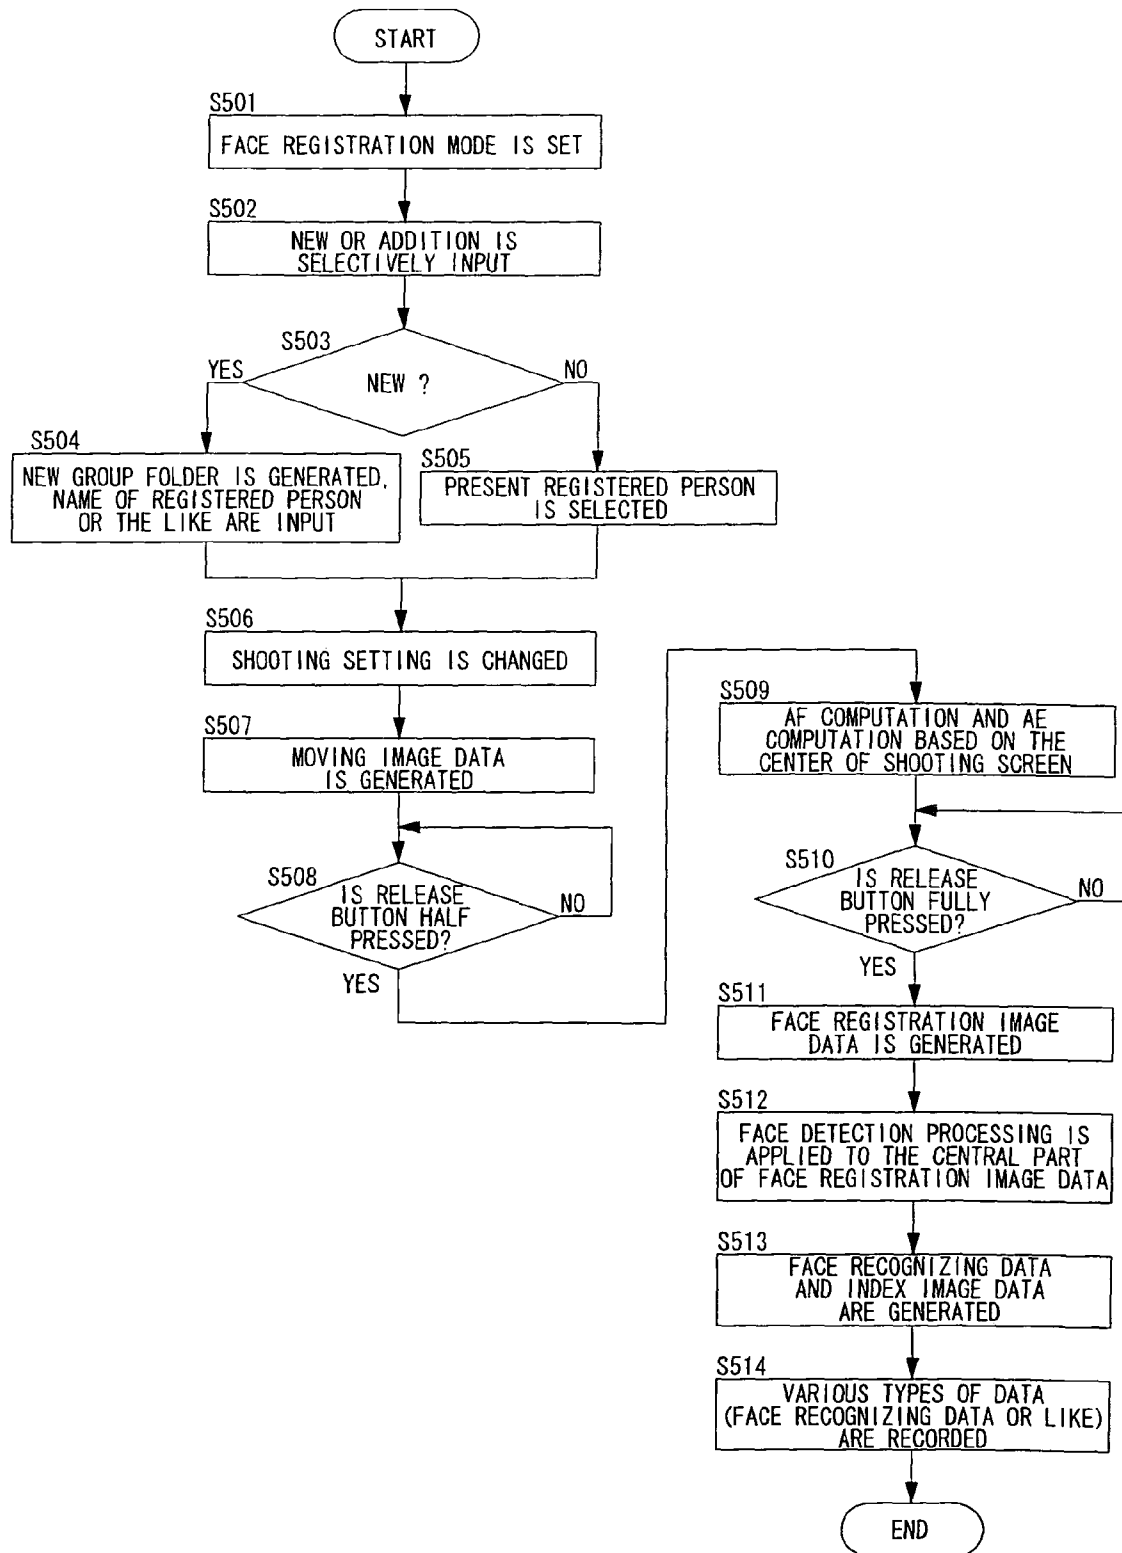 START
S501
FACE REGISTRATION MODE IS SET
S502
NEW OR ADDITION IS
SELECTIVELY INPUT
S503
NEW ?
YES
NO
S504
NEW GROUP FOLDER IS GENERATED,
NAME OF REGISTERED PERSON
OR THE LIKE ARE INPUT
S505
PRESENT REGISTERED PERSON
IS SELECTED
S506
SHOOTING SETTING IS CHANGED
S507
MOVING IMAGE DATA
IS GENERATED
S508
IS RELEASE
BUTTON HALF
PRESSED?
NO
YES
S509
AF COMPUTATION AND AE
COMPUTATION BASED ON THE
CENTER OF SHOOTING SCREEN
S510
IS RELEASE
BUTTON FULLY
PRESSED?
NO
YES
S511
FACE REGISTRATION IMAGE
DATA IS GENERATED
S512
FACE DETECTION PROCESSING IS
APPLIED TO THE CENTRAL PART
OF FACE REGISTRATION IMAGE DATA
S513
FACE RECOGNIZING DATA
AND INDEX IMAGE DATA
ARE GENERATED
S514
VARIOUS TYPES OF DATA
(FACE RECOGNIZING DATA OR LIKE)
ARE RECORDED
END